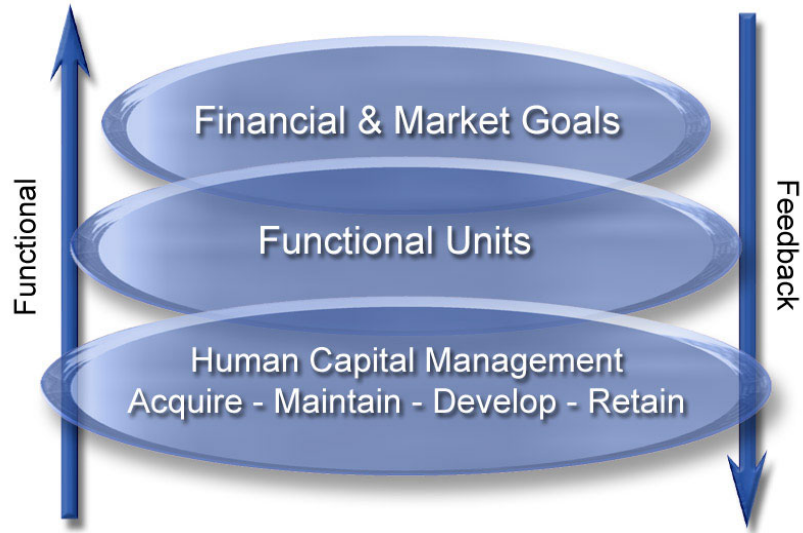 Financial & Market Goals
Functional Units
Human Capital Management
Acquire - Maintain - Develop - Retain
Functional
Feedback